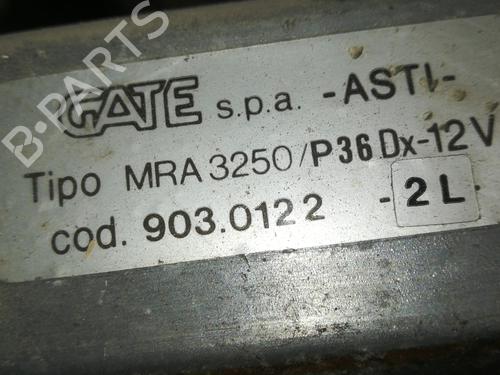 GATE s.p.a. -ASTI-
Tipo MRA 3250/P36 Dx-12V
cod. 903.0122 -2L
B-PARTS